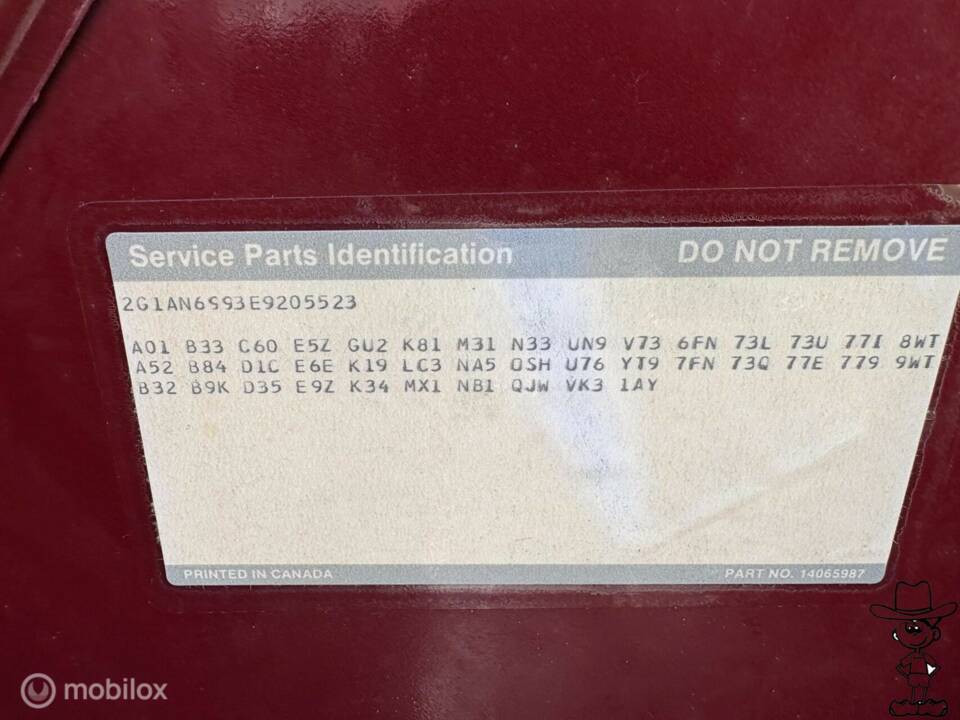 Service Parts Identification DO NOT REMOVE
2G1AN69S93E9205523
A01 B33 C60 E5Z GU2 K81 M31 N33 UN9 V73 6FN 73L 73U 77I 8WT
A52 B84 D1C E6E K19 LC3 NA5 QSH U76 YT9 7FN 73Q 77E 779 9WT
B32 B9K D35 E9Z K34 MX1 NB1 QJW VK3 1AY
PRINTED IN CANADA PART NO. 14065987
mobilox